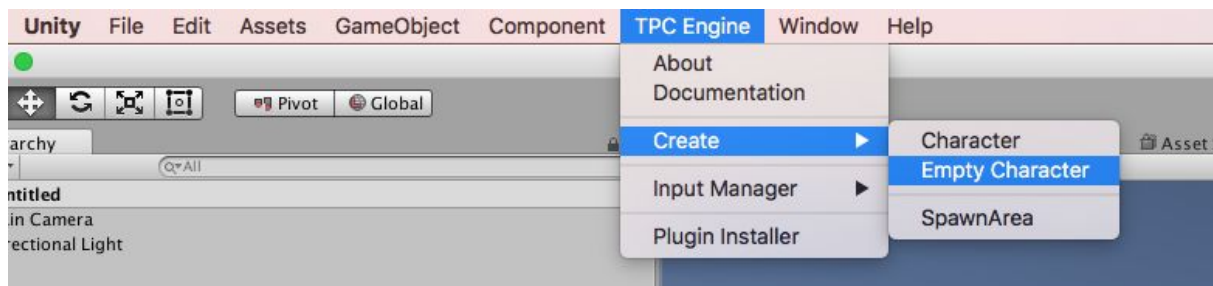 Unity File Edit Assets GameObject Component TPC Engine Window Help
About
Documentation
Pivot Global
archy
Create
Character
Asset
All
Empty Character
ntitled
Input Manager
in Camera
SpawnArea
rectional Light
Plugin Installer